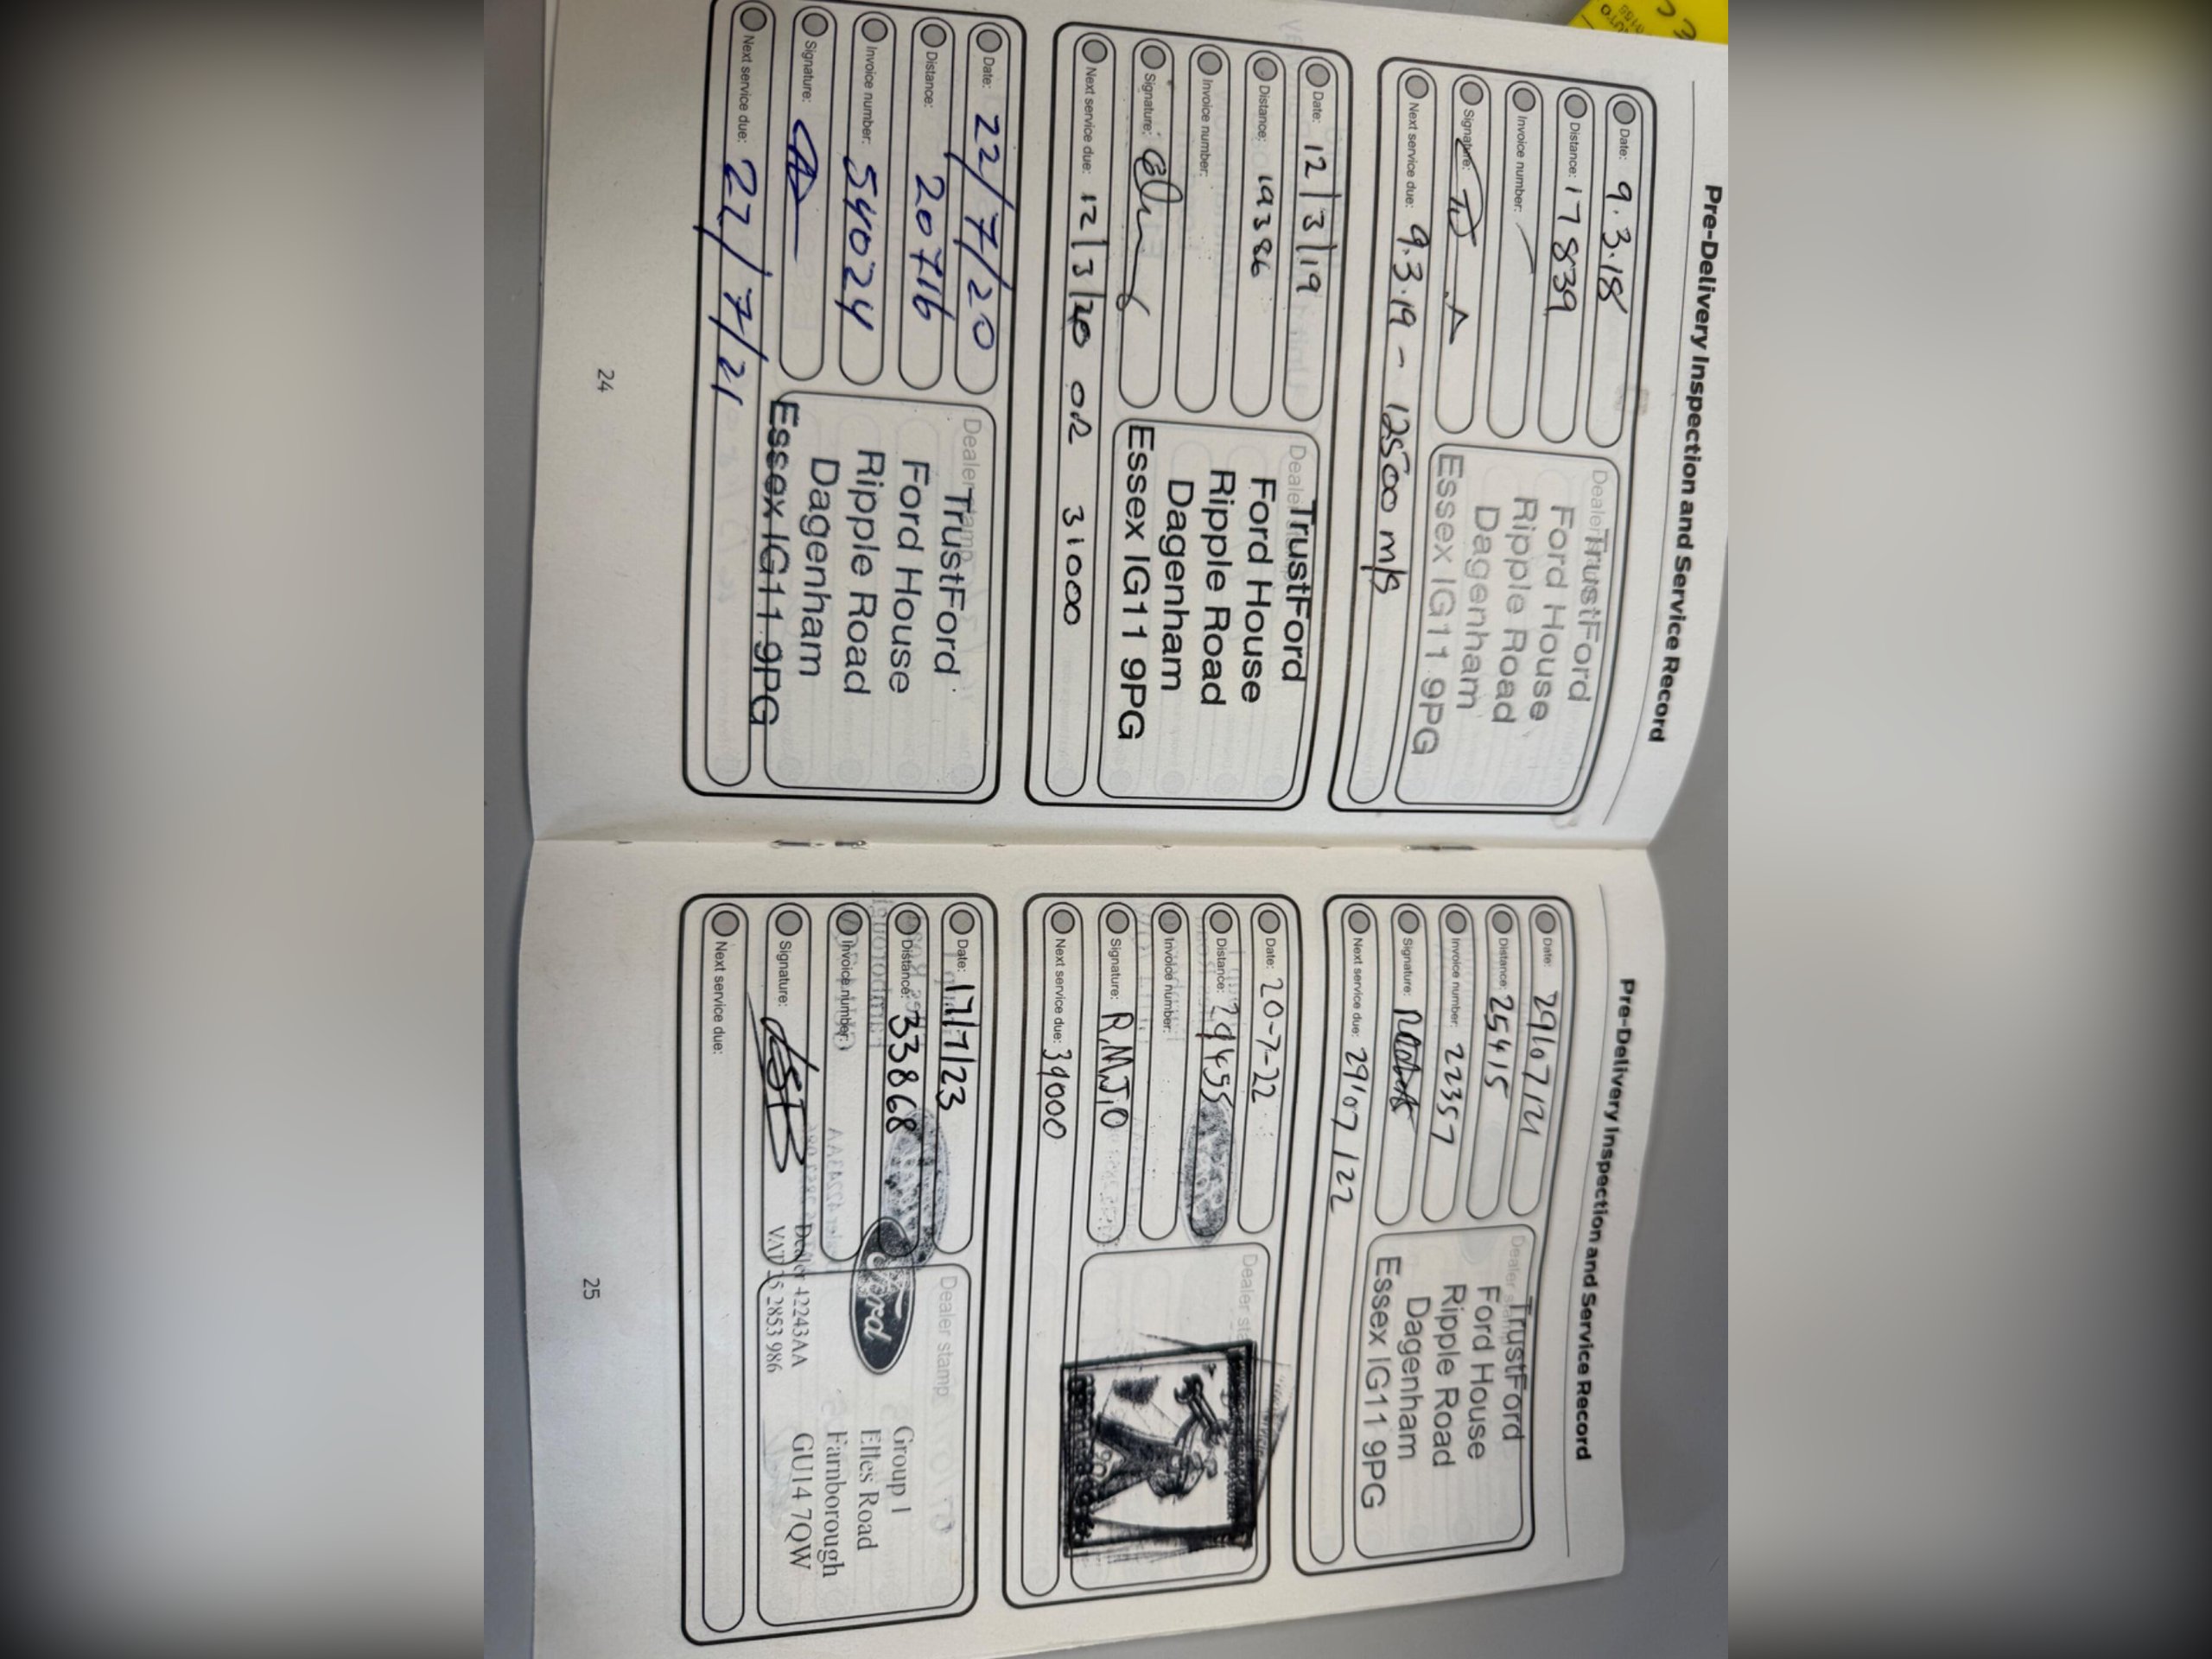 Pre-Delivery Inspection and Service Record
Date: 9.3.18
Distance: 17839
Invoice number:
Signature:
Next service due: 9.3.19 - 12500 m/s
TrustFord
Ford House
Ripple Road
Dagenham
Essex IG11 9PG
Date: 12/3/19
Distance: 19386
Invoice number:
Signature:
Next service due: 12/3/20 OR 31000
TrustFord
Ford House
Ripple Road
Dagenham
Essex IG11 9PG
Date: 22/7/20
Distance: 20716
Invoice number: 540024
Signature:
Next service due: 22/7/21
Dealer stamp
TrustFord
Ford House
Ripple Road
Dagenham
Essex IG11 9PG
24
Pre-Delivery Inspection and Service Record
Date: 29/07/21
Distance: 25415
Invoice number: 22357
Signature:
Next service due: 29/07/22
Dealer stamp
TrustFord
Ford House
Ripple Road
Dagenham
Essex IG11 9PG
Date: 20-7-22
Distance: 29455
Invoice number:
Signature: R.MJ.O
Next service due: 39000
Dealer
Date: 17/7/23
Distance: 33868
Invoice number:
Signature:
Next service due:
Dealer stamp
Ford
Group 1
Elles Road
Farnborough
GU14 7QW
Dealer 42243AA
2853 986
25